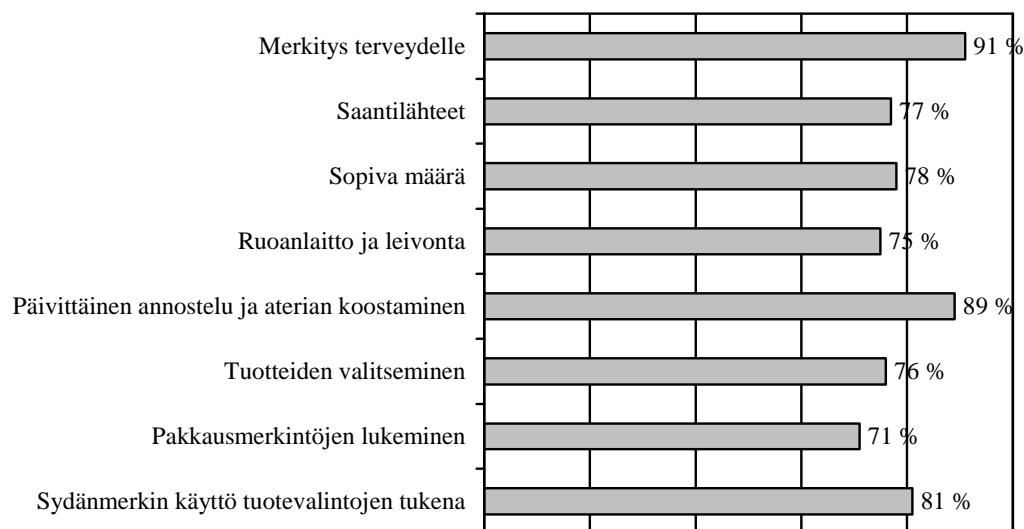 Merkitys terveydelle 91 %
Saantilähteet 77 %
Sopiva määrä 78 %
Ruoanlaitto ja leivonta 75 %
Päivittäinen annostelu ja aterian koostaminen 89 %
Tuotteiden valitseminen 76 %
Pakkausmerkintöjen lukeminen 71 %
Sydänmerkin käyttö tuotevalintojen tukena 81 %